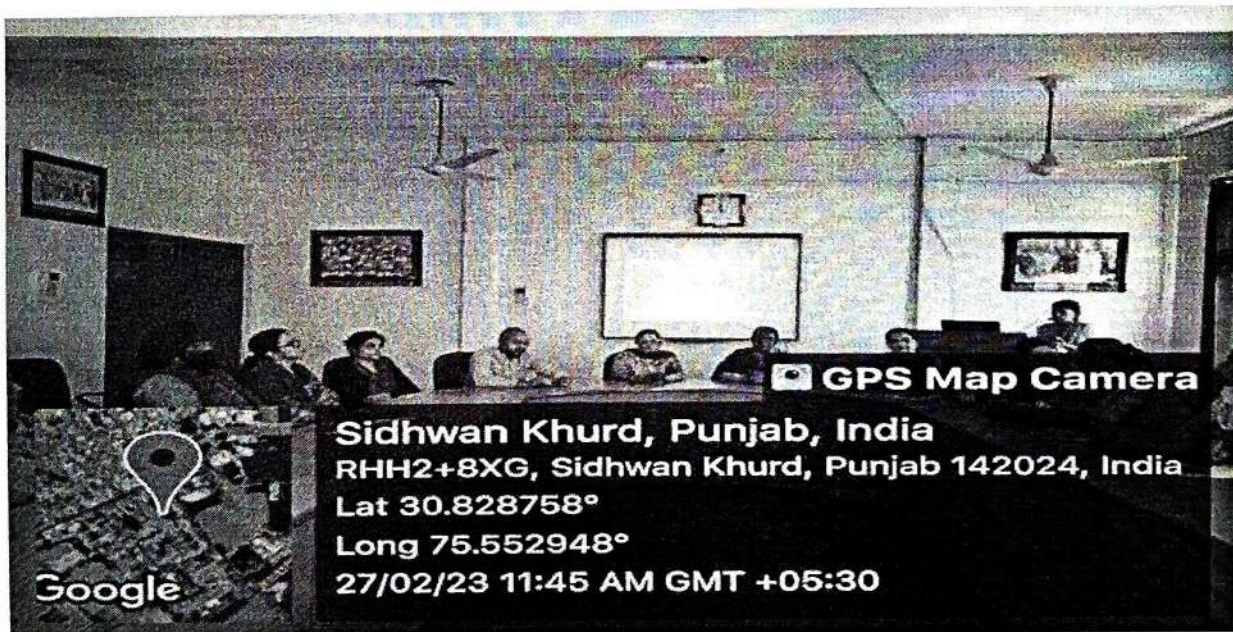 GPS Map Camera
Sidhwan Khurd, Punjab, India
RHH2+8XG, Sidhwan Khurd, Punjab 142024, India
Lat 30.828758°
Long 75.552948°
27/02/23 11:45 AM GMT +05:30
Google